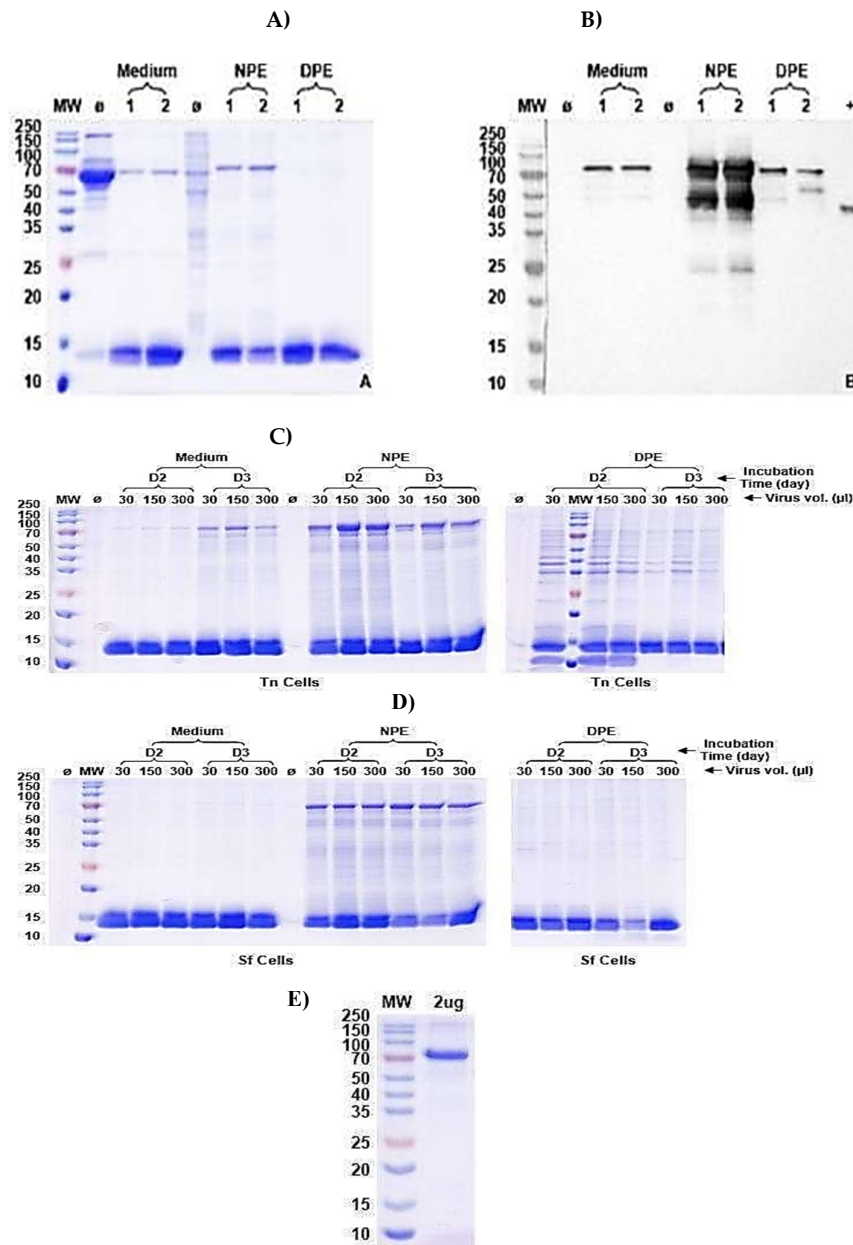 A)
B)
Medium NPE DPE
MW ø 1 2 ø 1 2 1 2
250
150
100
70
50
40
35
25
20
15
10
A
Medium NPE DPE
MW ø 1 2 ø 1 2 1 2 +
250
150
100
70
50
40
35
25
20
15
10
B
C)
Medium NPE DPE
D2 D3 D2 D3 D2 D3 Incubation Time (day)
MW Ø 30 150 300 30 150 300 ø 30 150 300 30 150 300 Ø 30 MW 150 300 30 150 300 Virus vol. (µl)
250
150
100
70
50
40
35
25
20
15
10
Tn Cells Tn Cells
D)
Medium NPE DPE
D2 D3 D2 D3 D2 D3 Incubation Time (day)
ø MW 30 150 300 30 150 300 ø 30 150 300 30 150 300 30 150 300 30 150 300 Virus vol. (µl)
250
150
100
70
50
40
35
25
20
15
10
Sf Cells Sf Cells
E)
MW 2ug
250
150
100
70
50
40
35
25
20
15
10